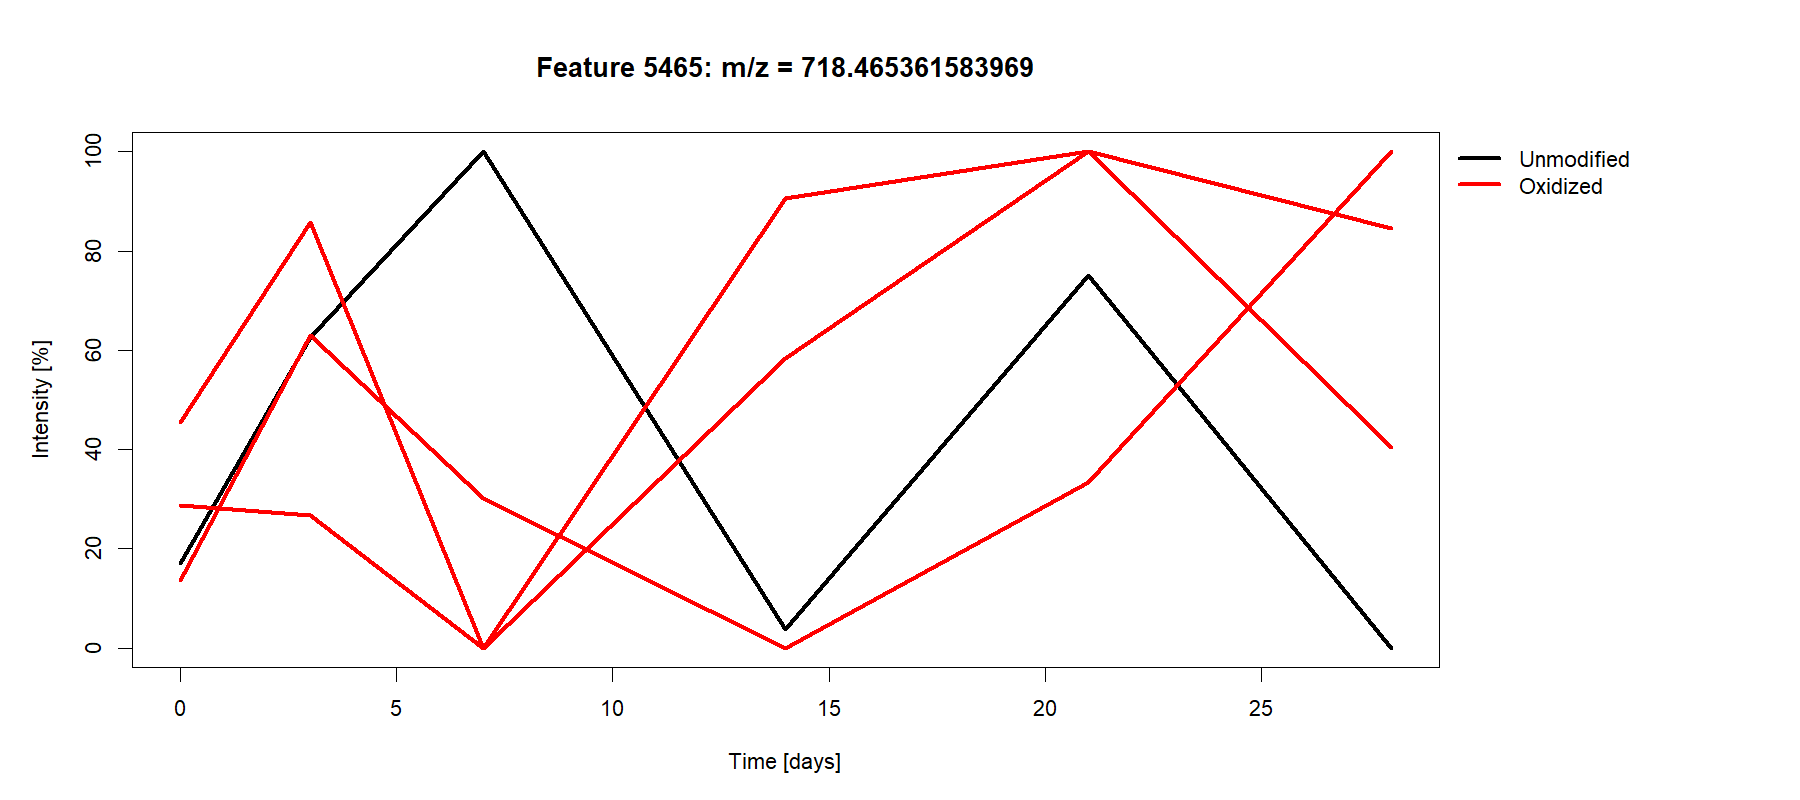 Feature 5465: m/z = 718.465361583969
Unmodified
Oxidized
Intensity [%]
100
80
60
40
20
0
0 5 10 15 20 25
Time [days]